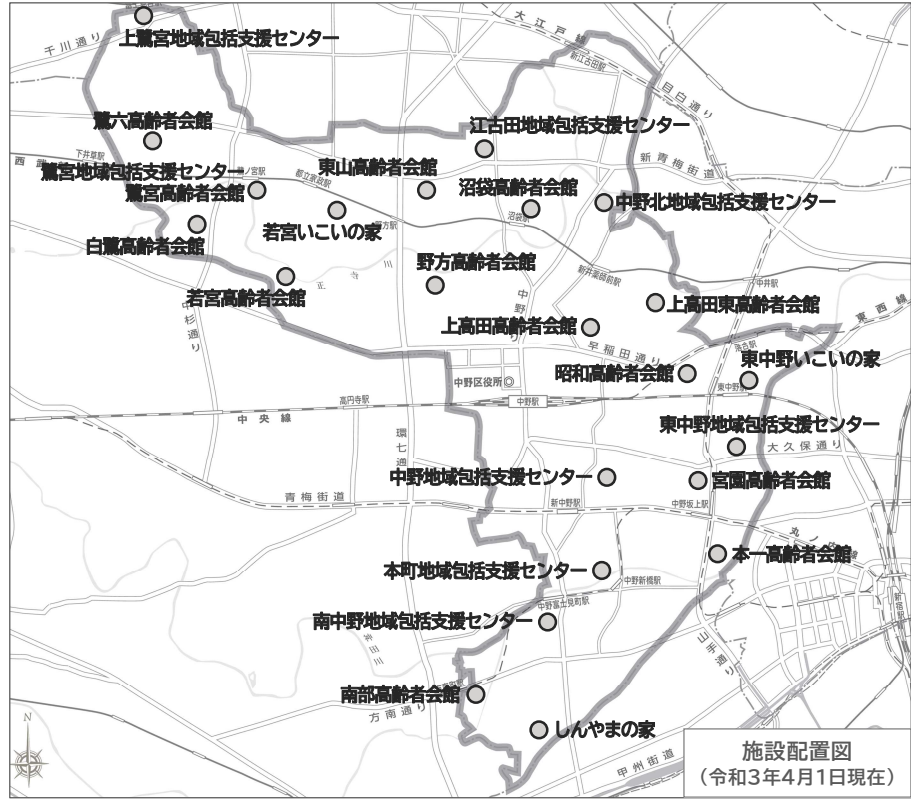 千川通り
上鷺宮地域包括支援センター
大江戸線
新江古田駅
目白通り
鷺六高齢者会館
江古田地域包括支援センター
下井草駅
西武
鷺宮地域包括支援センター
鷺宮高齢者会館
都立家政駅
東山高齢者会館
新青梅街道
沼袋高齢者会館
沼袋駅
中野北地域包括支援センター
白鷺高齢者会館
若宮いこいの家
野方駅
野方高齢者会館
新井薬師前駅
中井駅
若宮高齢者会館
正寺川
中野
上高田東高齢者会館
上高田高齢者会館
東西線
中杉通り
早稲田通り
落合駅
東中野いこいの家
昭和高齢者会館
中野区役所◎
東中野
高円寺駅
中野駅
中央線
環七通
東中野地域包括支援センター
大久保通り
中野地域包括支援センター
宮園高齢者会館
青梅街道
新中野駅
中野坂上駅
丸ノ内線
本一高齢者会館
本町地域包括支援センター
中野新橋駅
中野富士見町駅
新宿駅
南中野地域包括支援センター
山手通り
南部高齢者会館
方南通り
しんやまの家
甲州街道
N
施設配置図
(令和3年4月1日現在)